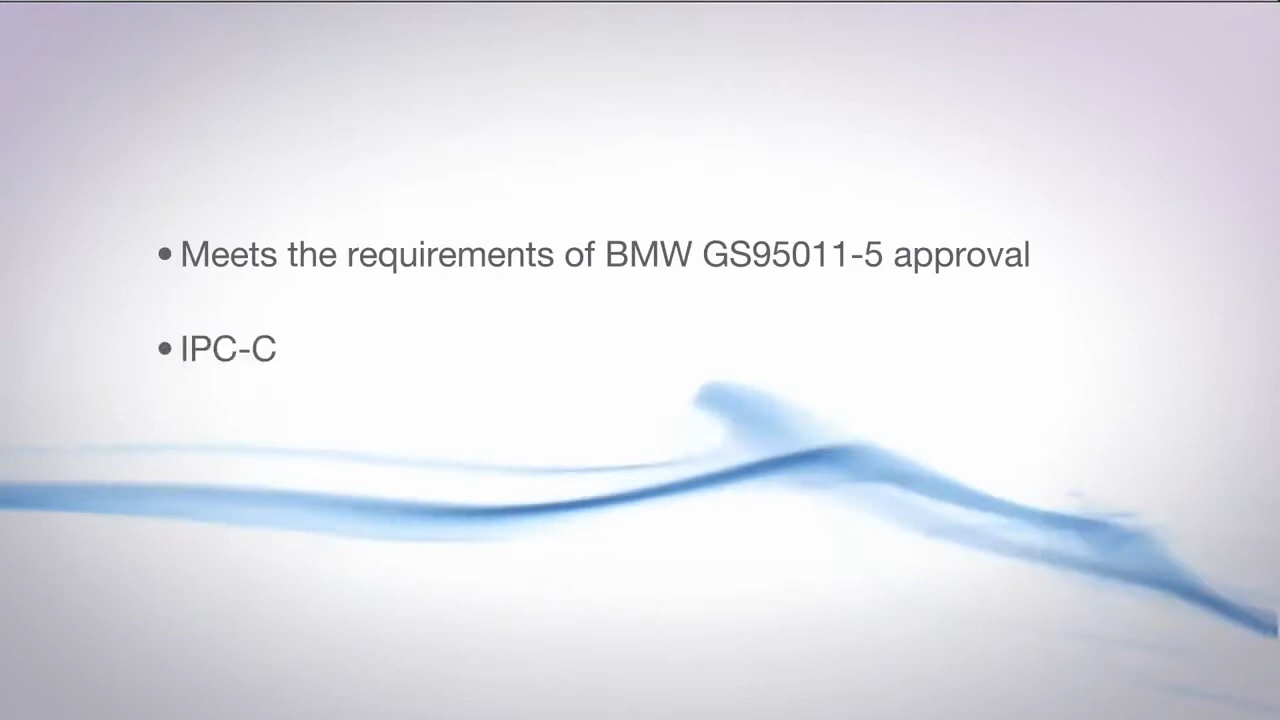 • Meets the requirements of BMW GS95011-5 approval
• IPC-C